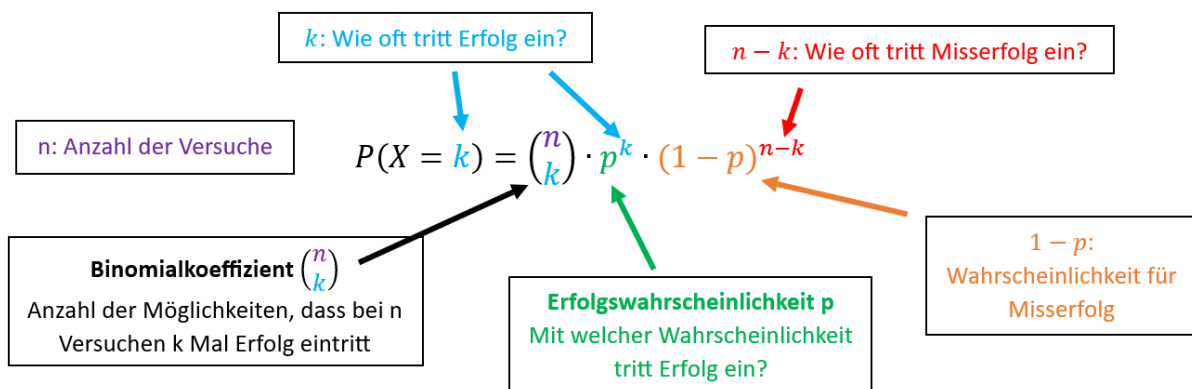 k: Wie oft tritt Erfolg ein?
n − k: Wie oft tritt Misserfolg ein?
n: Anzahl der Versuche
P(X = k) = (n k) · p^k · (1 − p)^{n−k}
Binomialkoeffizient (n k)
Anzahl der Möglichkeiten, dass bei n
Versuchen k Mal Erfolg eintritt
Erfolgswahrscheinlichkeit p
Mit welcher Wahrscheinlichkeit
tritt Erfolg ein?
1 − p:
Wahrscheinlichkeit für
Misserfolg